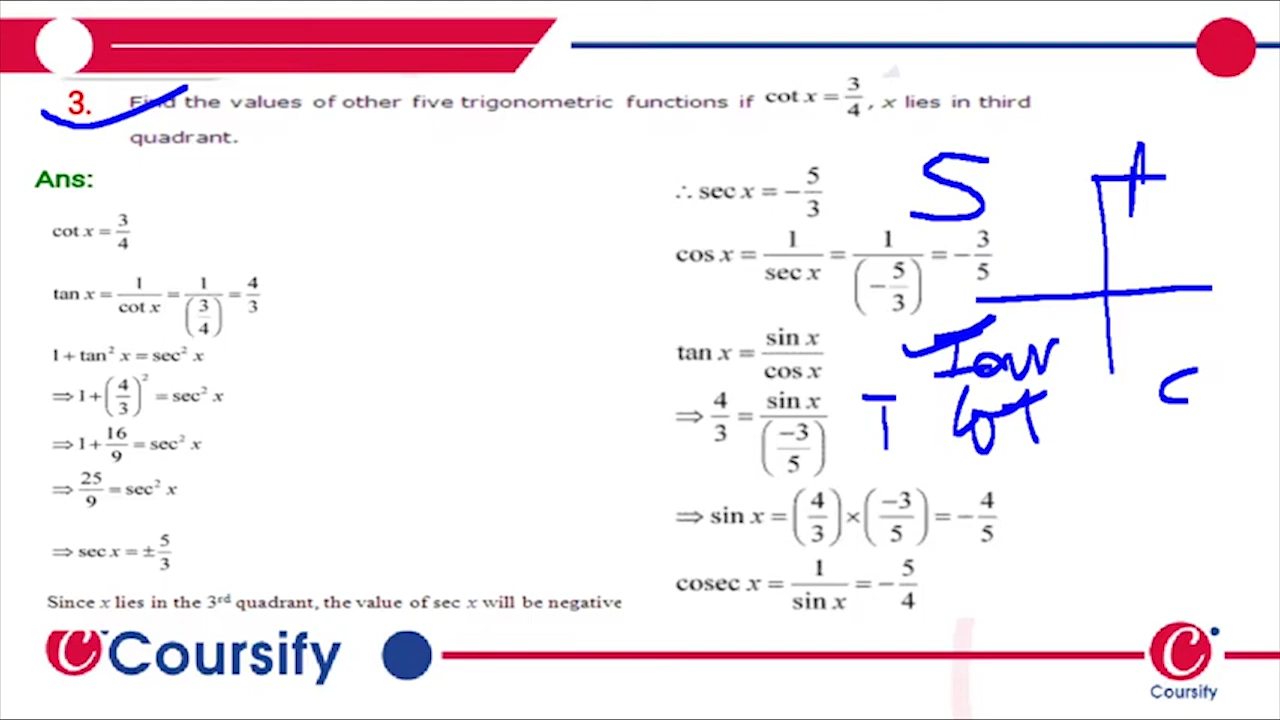 3. Find the values of other five trigonometric functions if cot x = 3/4, x lies in third
quadrant.
Ans:
cot x = 3/4
tan x = 1/cot x = 1/(3/4) = 4/3
1 + tan² x = sec² x
⇒ 1 + (4/3)² = sec² x
⇒ 1 + 16/9 = sec² x
⇒ 25/9 = sec² x
⇒ sec x = ± 5/3
Since x lies in the 3rd quadrant, the value of sec x will be negative
∴ sec x = − 5/3
cos x = 1/sec x = 1/(− 5/3) = − 3/5
tan x = sin x/cos x
⇒ 4/3 = sin x/(−3/5)
⇒ sin x = (4/3) × (−3/5) = − 4/5
cosec x = 1/sin x = − 5/4
S
A
T
C
cot
Coursify
Coursify